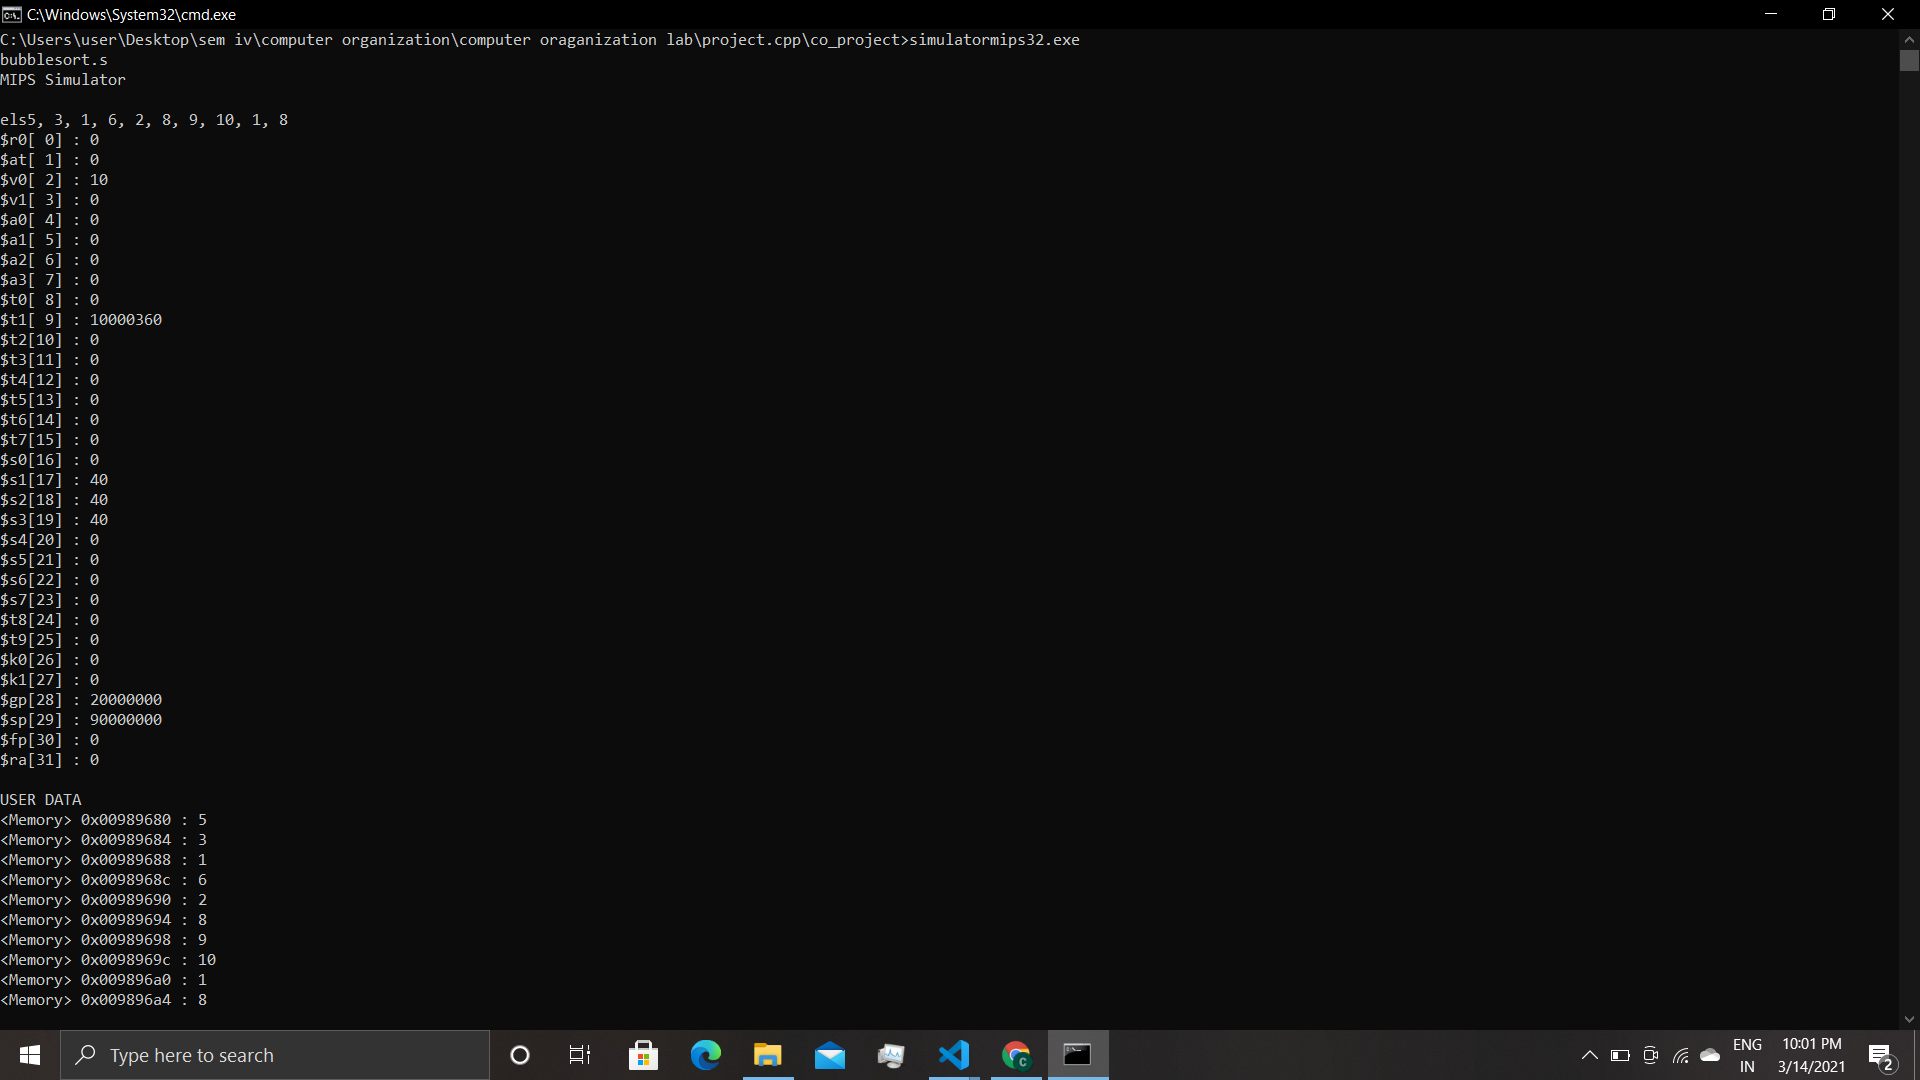 C:\Windows\System32\cmd.exe
C:\Users\user\Desktop\sem iv\computer organization\computer oraganization lab\project.cpp\co_project>simulatormips32.exe
bubblesort.s
MIPS Simulator
els5, 3, 1, 6, 2, 8, 9, 10, 1, 8
$r0[ 0] : 0
$at[ 1] : 0
$v0[ 2] : 10
$v1[ 3] : 0
$a0[ 4] : 0
$a1[ 5] : 0
$a2[ 6] : 0
$a3[ 7] : 0
$t0[ 8] : 0
$t1[ 9] : 10000360
$t2[10] : 0
$t3[11] : 0
$t4[12] : 0
$t5[13] : 0
$t6[14] : 0
$t7[15] : 0
$s0[16] : 0
$s1[17] : 40
$s2[18] : 40
$s3[19] : 40
$s4[20] : 0
$s5[21] : 0
$s6[22] : 0
$s7[23] : 0
$t8[24] : 0
$t9[25] : 0
$k0[26] : 0
$k1[27] : 0
$gp[28] : 20000000
$sp[29] : 90000000
$fp[30] : 0
$ra[31] : 0
USER DATA
<Memory> 0x00989680 : 5
<Memory> 0x00989684 : 3
<Memory> 0x00989688 : 1
<Memory> 0x0098968c : 6
<Memory> 0x00989690 : 2
<Memory> 0x00989694 : 8
<Memory> 0x00989698 : 9
<Memory> 0x0098969c : 10
<Memory> 0x009896a0 : 1
<Memory> 0x009896a4 : 8
Type here to search
ENG
IN
10:01 PM
3/14/2021
2